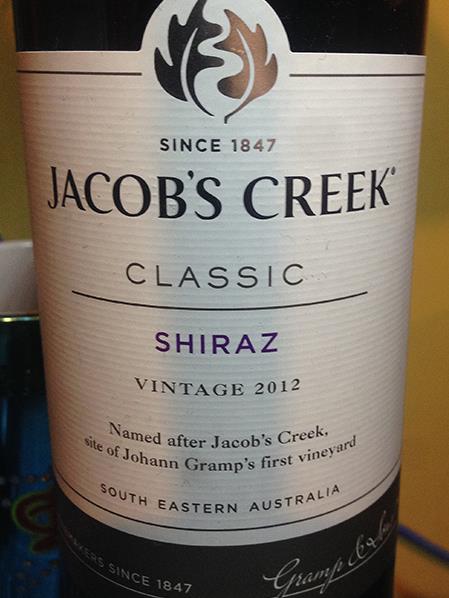 SINCE 1847
JACOB'S CREEK®
CLASSIC
SHIRAZ
VINTAGE 2012
Named after Jacob's Creek,
site of Johann Gramp's first vineyard
SOUTH EASTERN AUSTRALIA
SINCE 1847
Gramp &